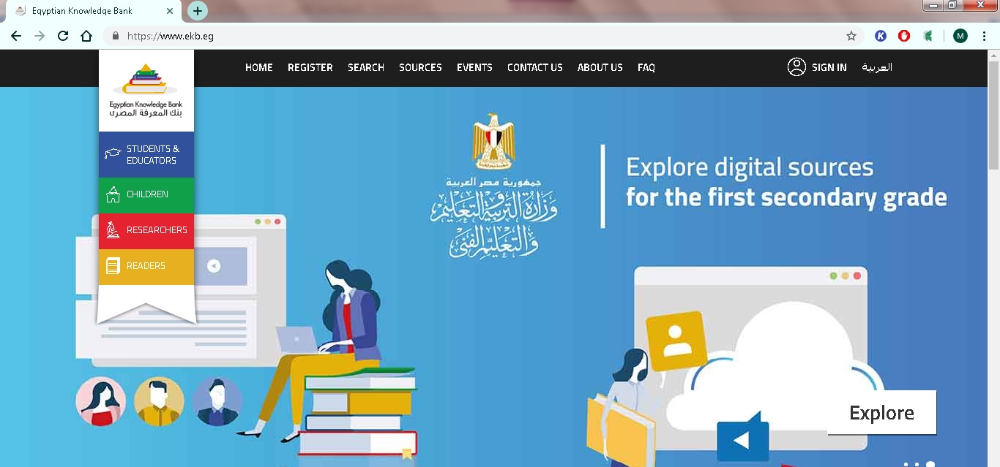 Egyptian Knowledge Bank
https://www.ekb.eg
K
M
HOME REGISTER SEARCH SOURCES EVENTS CONTACT US ABOUT US FAQ
SIGN IN العربية
Egyptian Knowledge Bank
بنك المعرفة المصرى
STUDENTS &
EDUCATORS
CHILDREN
RESEARCHERS
READERS
جمهورية مصر العربية
وزارة التربية والتعليم
والتعليم الفنى
Explore digital sources
for the first secondary grade
Explore